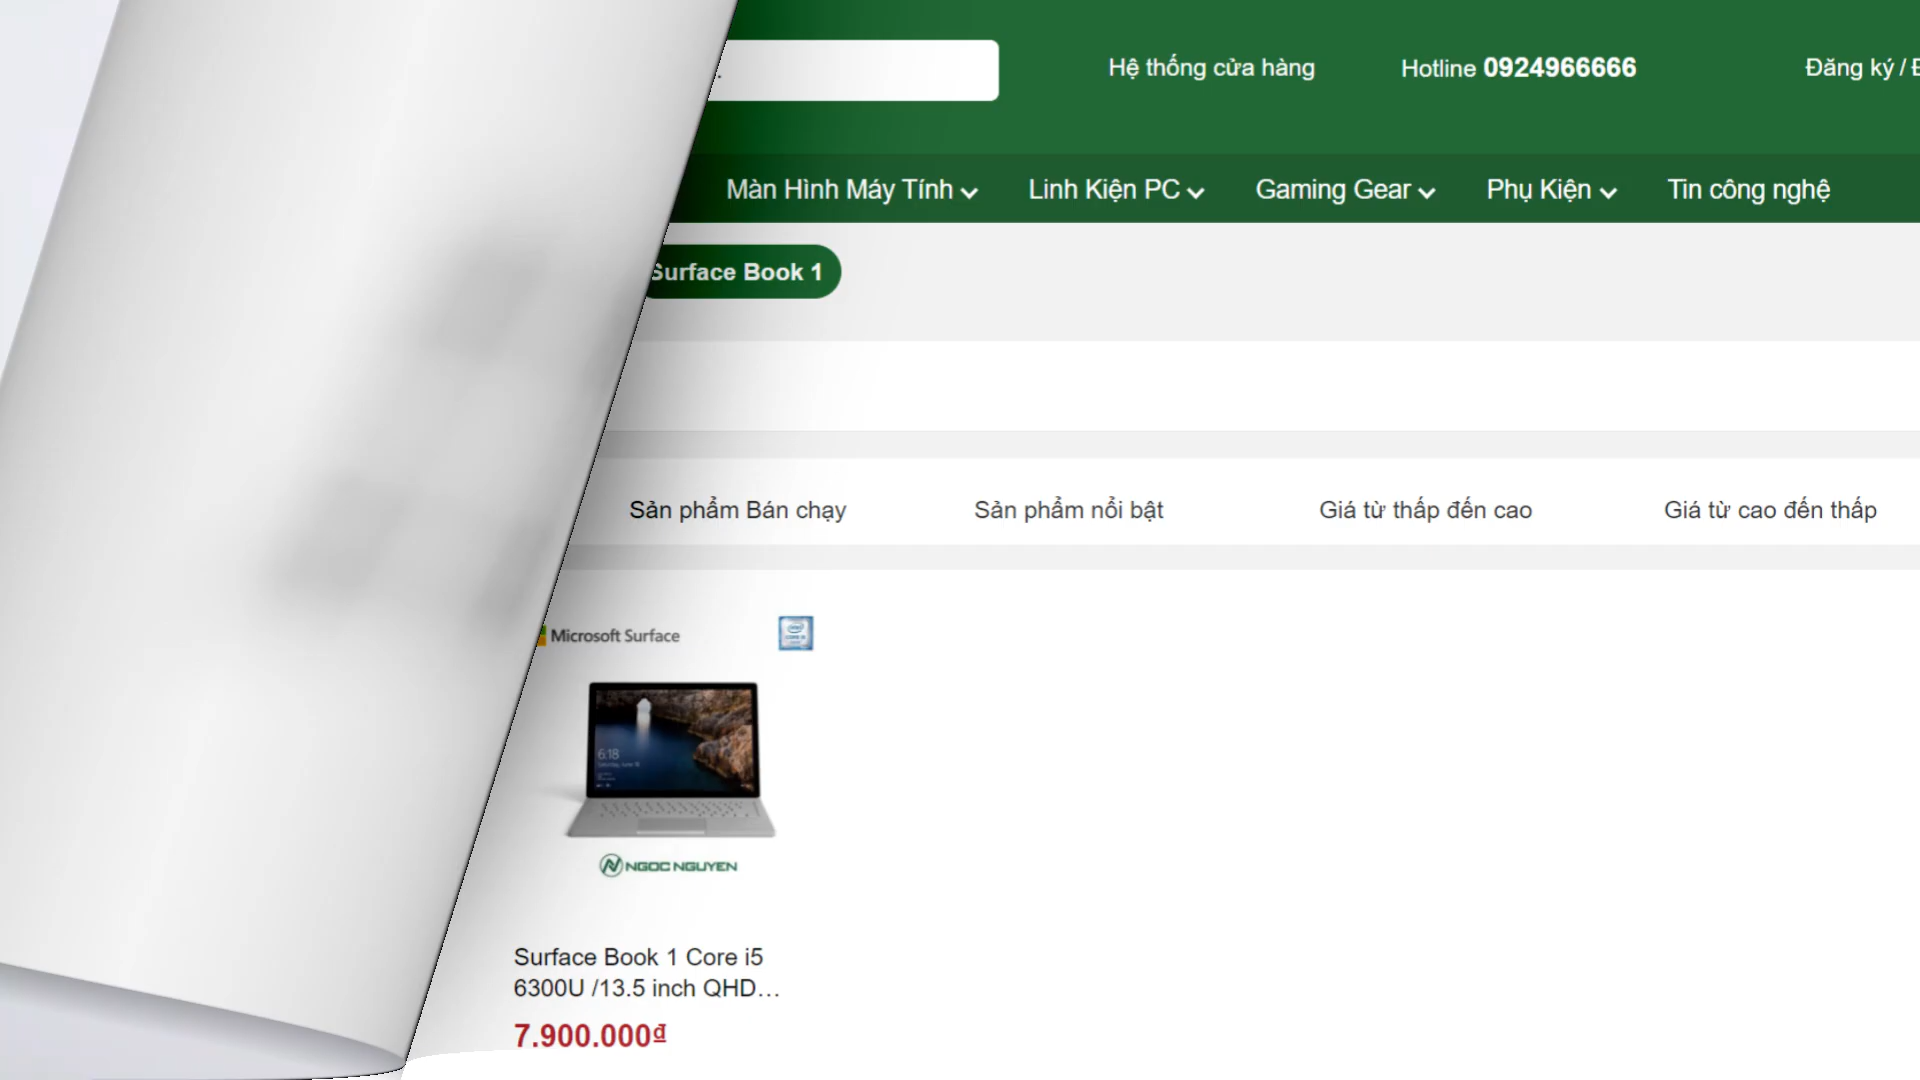 Hệ thống cửa hàng
Hotline 0924966666
Đăng ký /
Màn Hình Máy Tính
Linh Kiện PC
Gaming Gear
Phụ Kiện
Tin công nghệ
Surface Book 1
Sản phẩm Bán chạy
Sản phẩm nổi bật
Giá từ thấp đến cao
Giá từ cao đến thấp
Microsoft Surface
6:18
NGOC NGUYEN
Surface Book 1 Core i5
6300U /13.5 inch QHD...
7.900.000₫